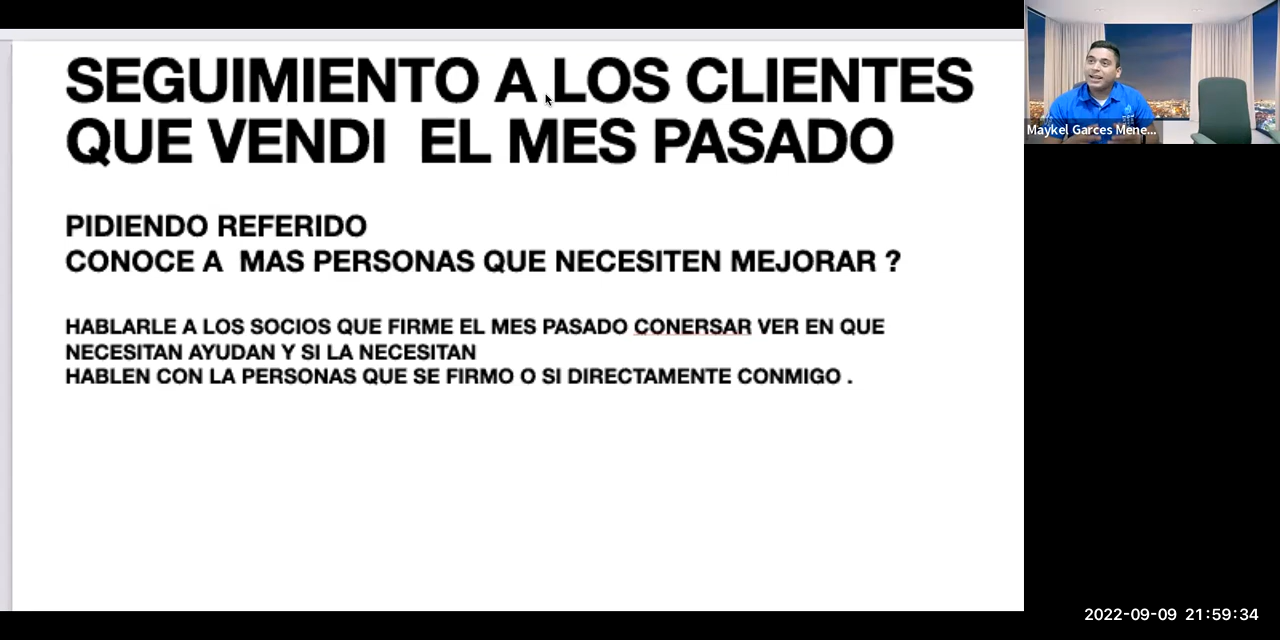 SEGUIMIENTO A LOS CLIENTES
QUE VENDI  EL MES PASADO
PIDIENDO REFERIDO
CONOCE A  MAS PERSONAS QUE NECESITEN MEJORAR ?
HABLARLE A LOS SOCIOS QUE FIRME EL MES PASADO CONERSAR VER EN QUE
NECESITAN AYUDAN Y SI LA NECESITAN
HABLEN CON LA PERSONAS QUE SE FIRMO O SI DIRECTAMENTE CONMIGO .
Maykel Garces Mene...
2022-09-09 21:59:34